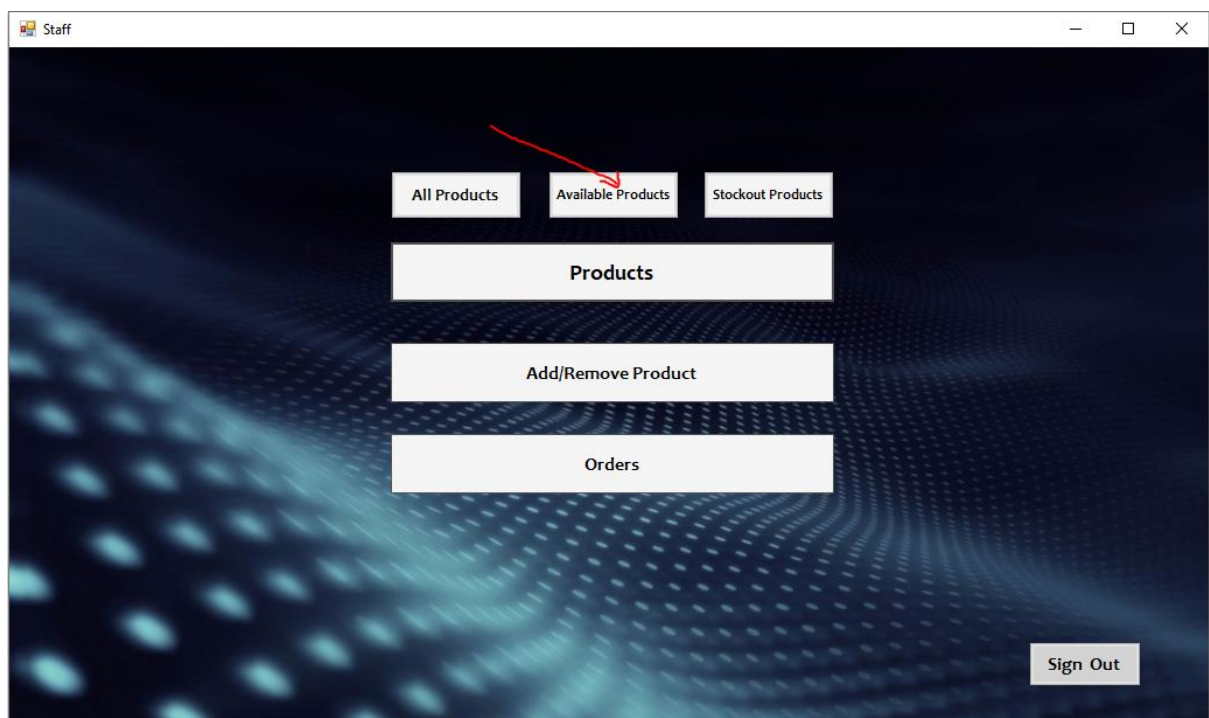 Staff
All Products Available Products Stockout Products
Products
Add/Remove Product
Orders
Sign Out